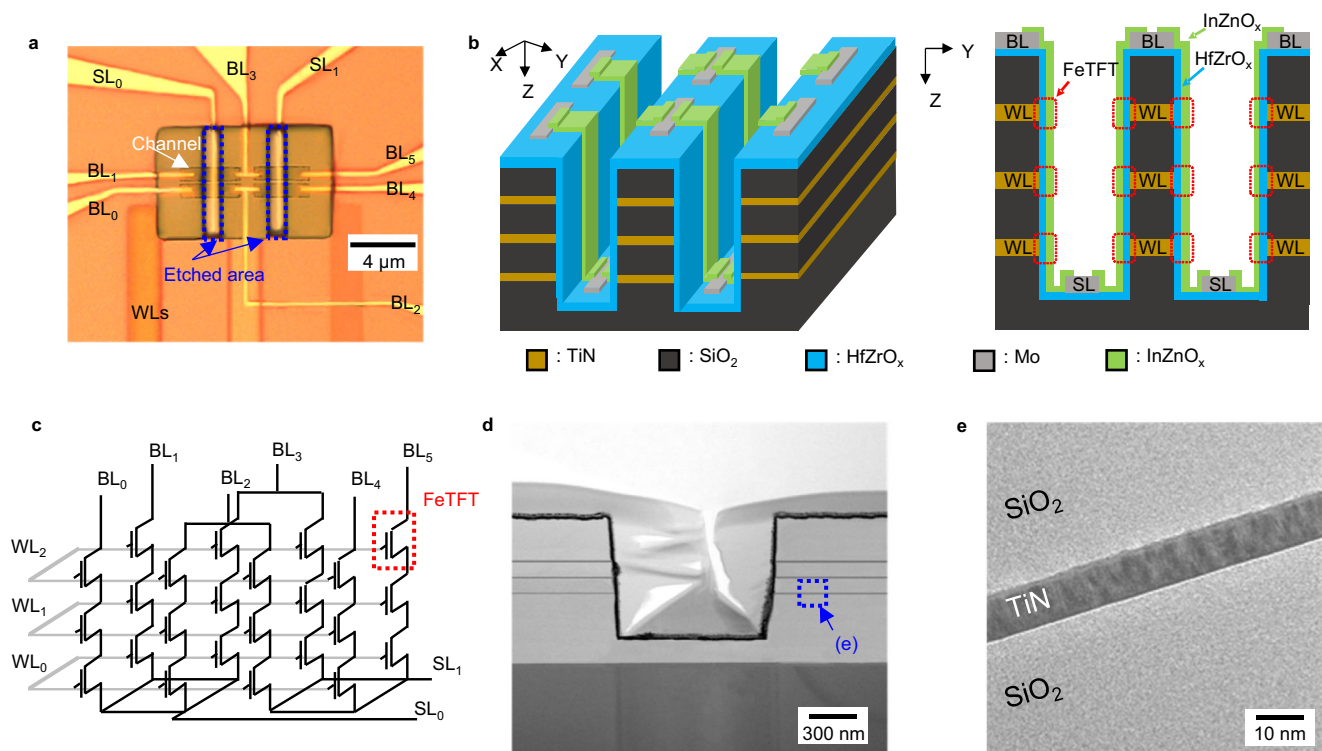 a
SL0
BL3
SL1
Channel
BL1
BL5
BL0
BL4
Etched area
4 μm
BL2
WLs
b
X
Y
Z
Y
Z
InZnOx
BL
BL
BL
FeTFT
HfZrOx
WL
WL
WL
WL
WL
WL
WL
WL
WL
SL
SL
: TiN
: SiO2
: HfZrOx
: Mo
: InZnOx
c
BL1
BL3
BL5
BL0
BL2
BL4
FeTFT
WL2
WL1
WL0
SL1
SL0
d
(e)
300 nm
e
SiO2
TiN
SiO2
10 nm